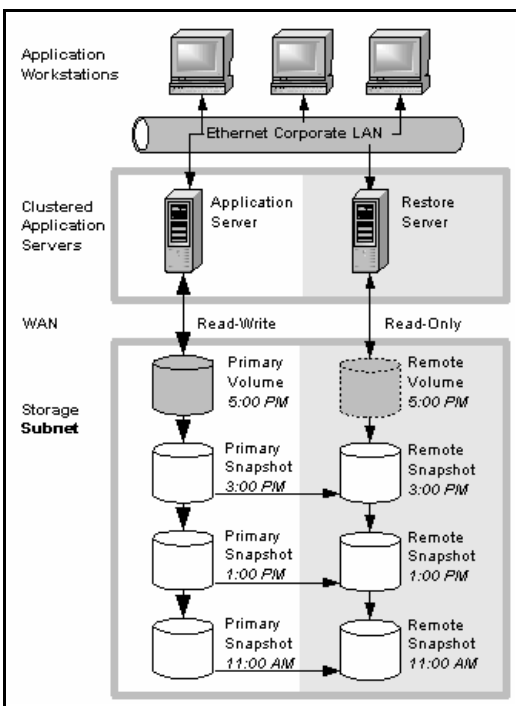 Application
Workstations
Ethernet Corporate LAN
Clustered
Application
Servers
Application
Server
Restore
Server
WAN
Read-Write
Read-Only
Storage
Subnet
Primary
Volume
5:00 PM
Remote
Volume
5:00 PM
Primary
Snapshot
3:00 PM
Remote
Snapshot
3:00 PM
Primary
Snapshot
1:00 PM
Remote
Snapshot
1:00 PM
Primary
Snapshot
11:00 AM
Remote
Snapshot
11:00 AM